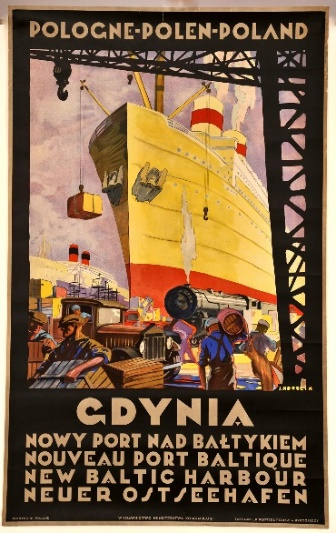 POLOGNE-POLEN-POLAND
GDYNIA
NOWY PORT NAD BAŁTYKIEM
NOUVEAU PORT BALTIQUE
NEW BALTIC HARBOUR
NEUER OSTSEEHAFEN